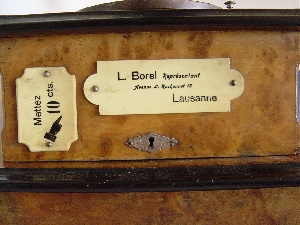 Mettez
10 cts.
L. Borel Représentant
Lausanne